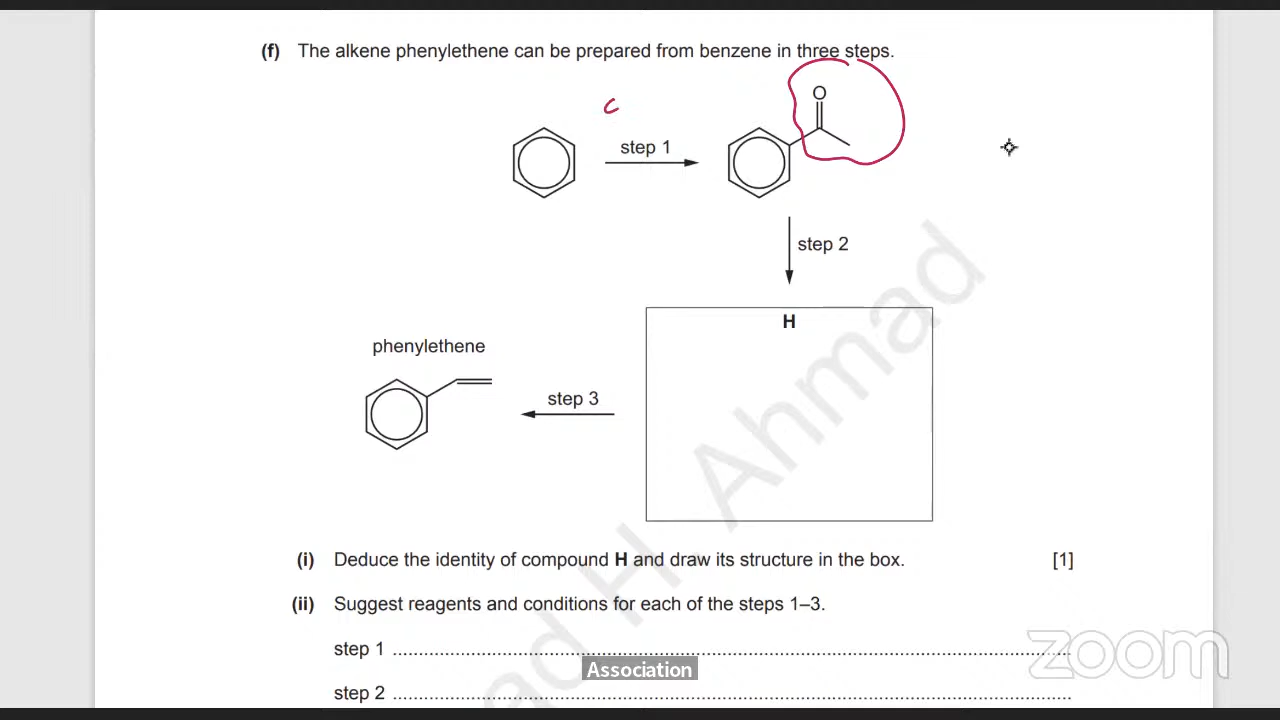 (f) The alkene phenylethene can be prepared from benzene in three steps.
c
O
step 1
step 2
H
phenylethene
step 3
(i) Deduce the identity of compound H and draw its structure in the box. [1]
(ii) Suggest reagents and conditions for each of the steps 1–3.
step 1
Association
step 2
zoom
ad H. Ahmad